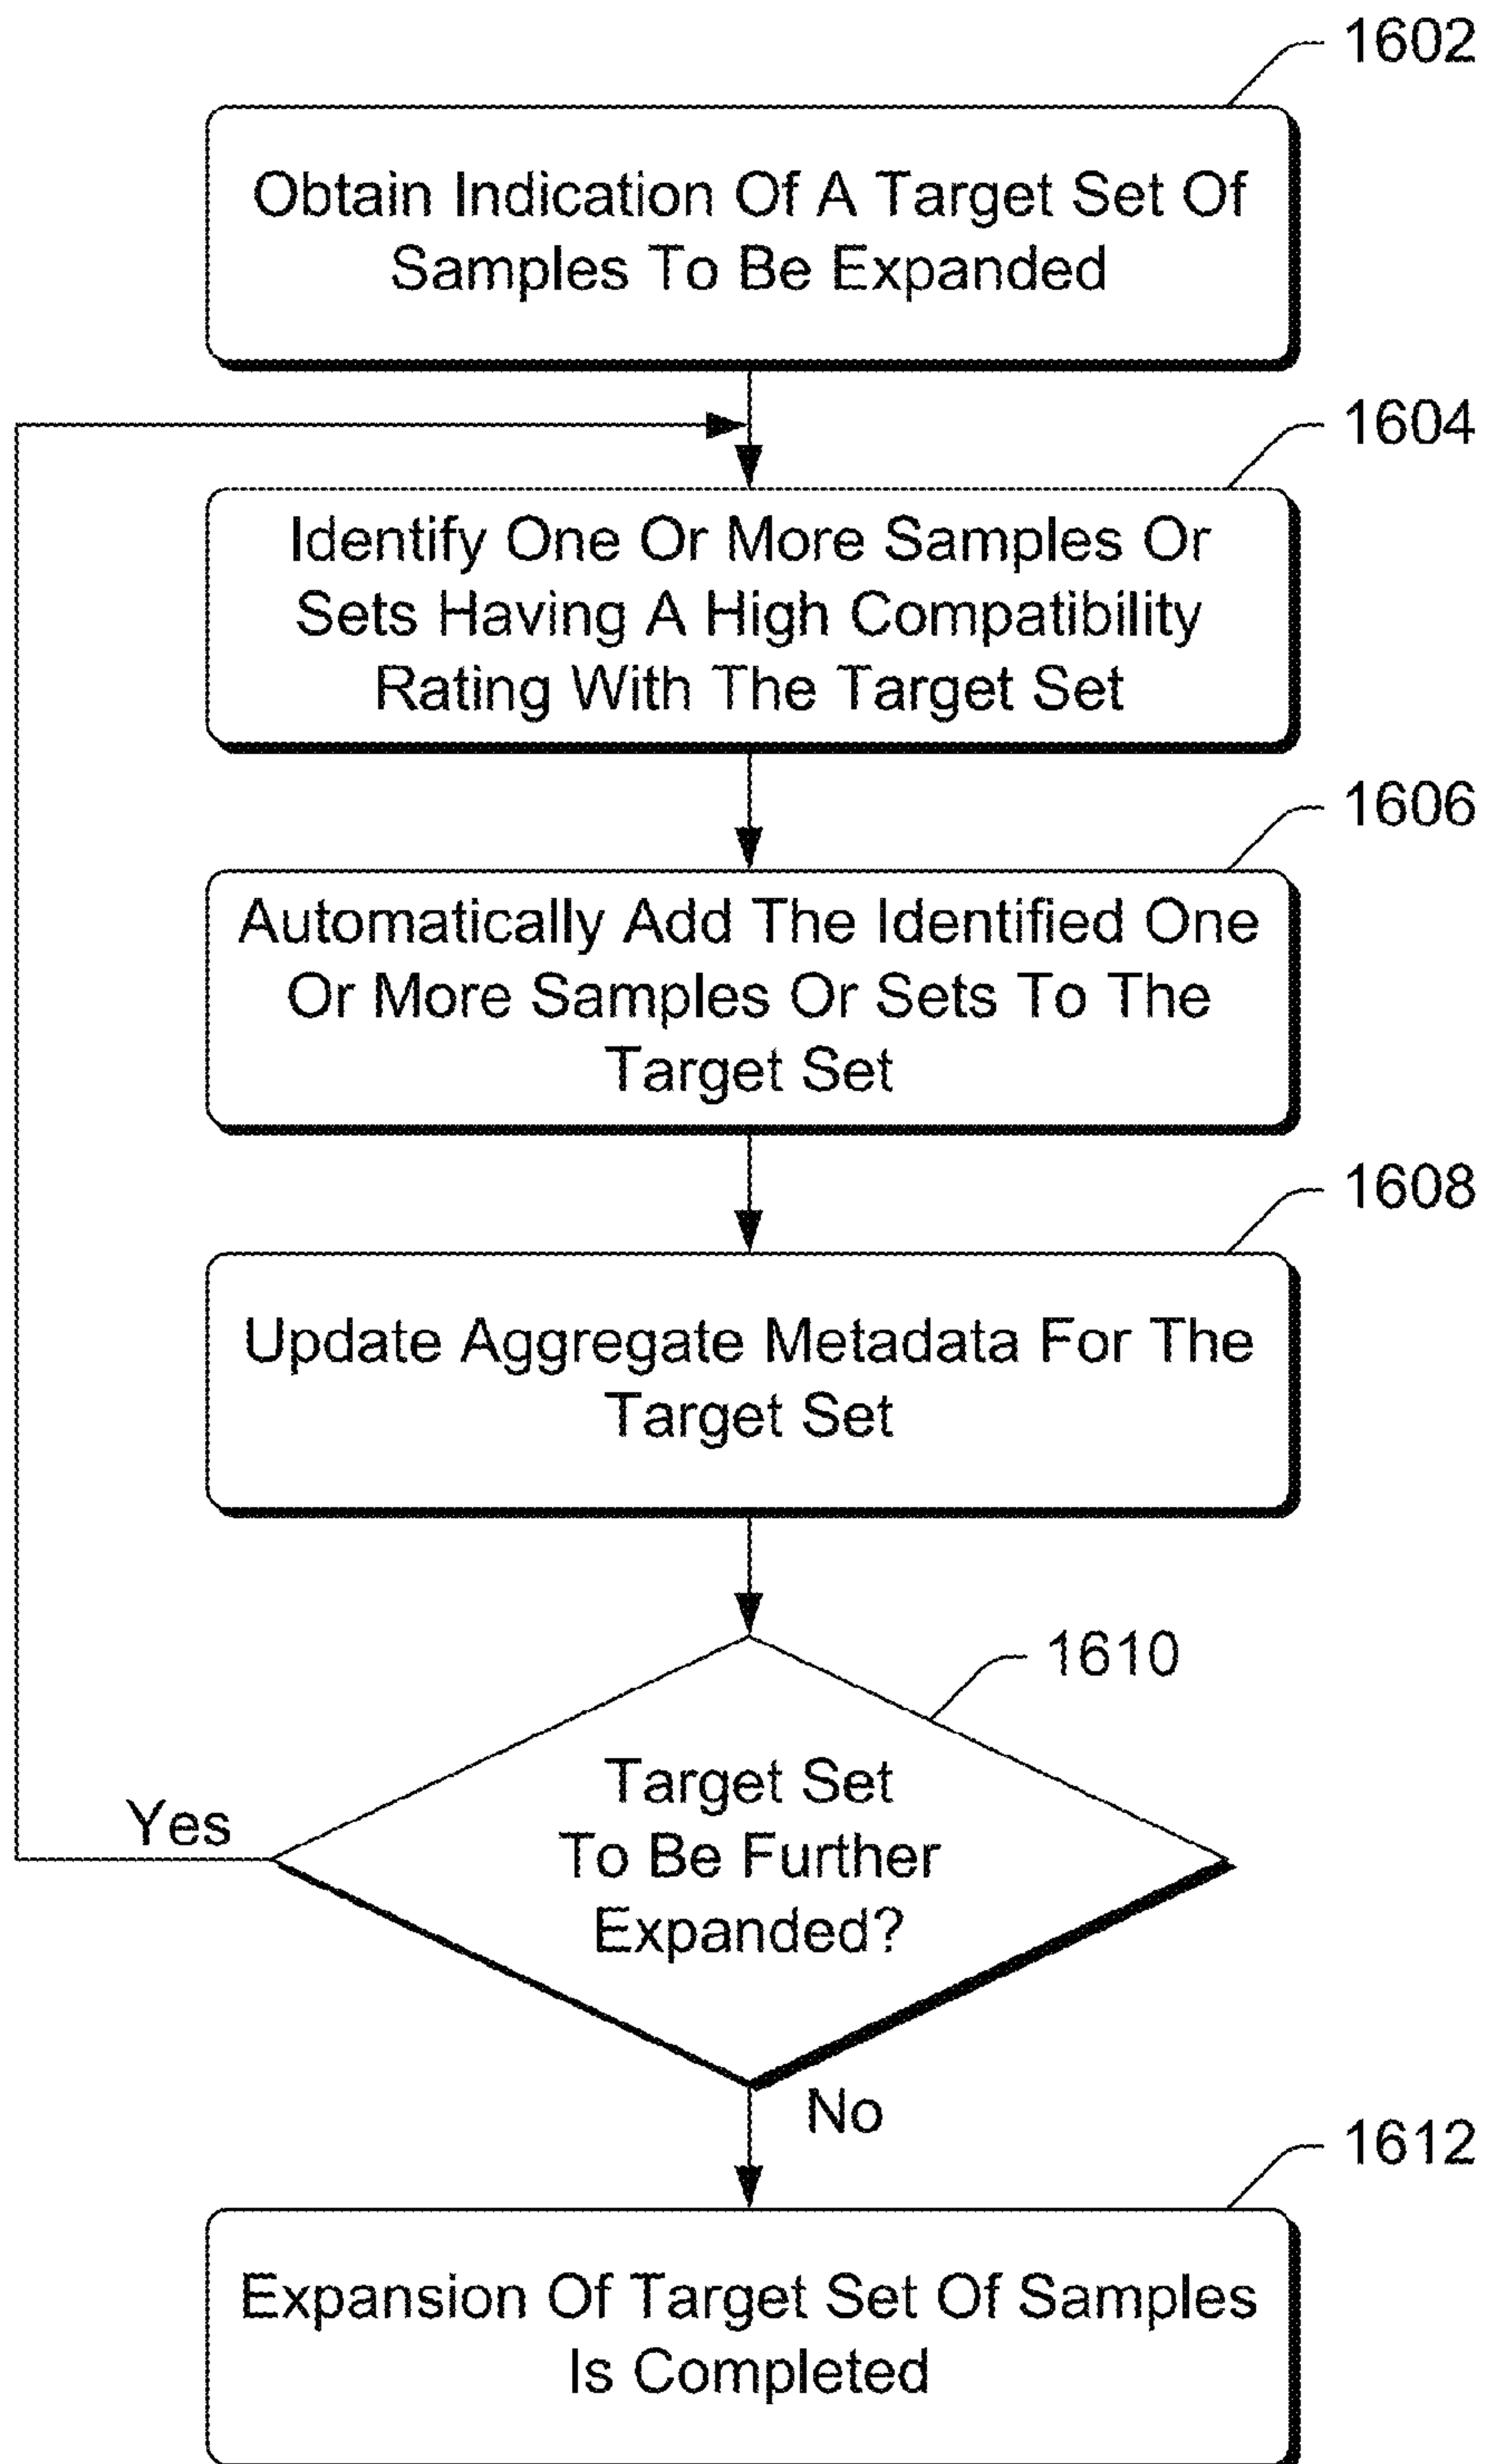 1602
Obtain Indication Of A Target Set Of
Samples To Be Expanded
1604
Identify One Or More Samples Or
Sets Having A High Compatibility
Rating With The Target Set
1606
Automatically Add The Identified One
Or More Samples Or Sets To The
Target Set
1608
Update Aggregate Metadata For The
Target Set
1610
Target Set
To Be Further
Expanded?
Yes
No
1612
Expansion Of Target Set Of Samples
Is Completed